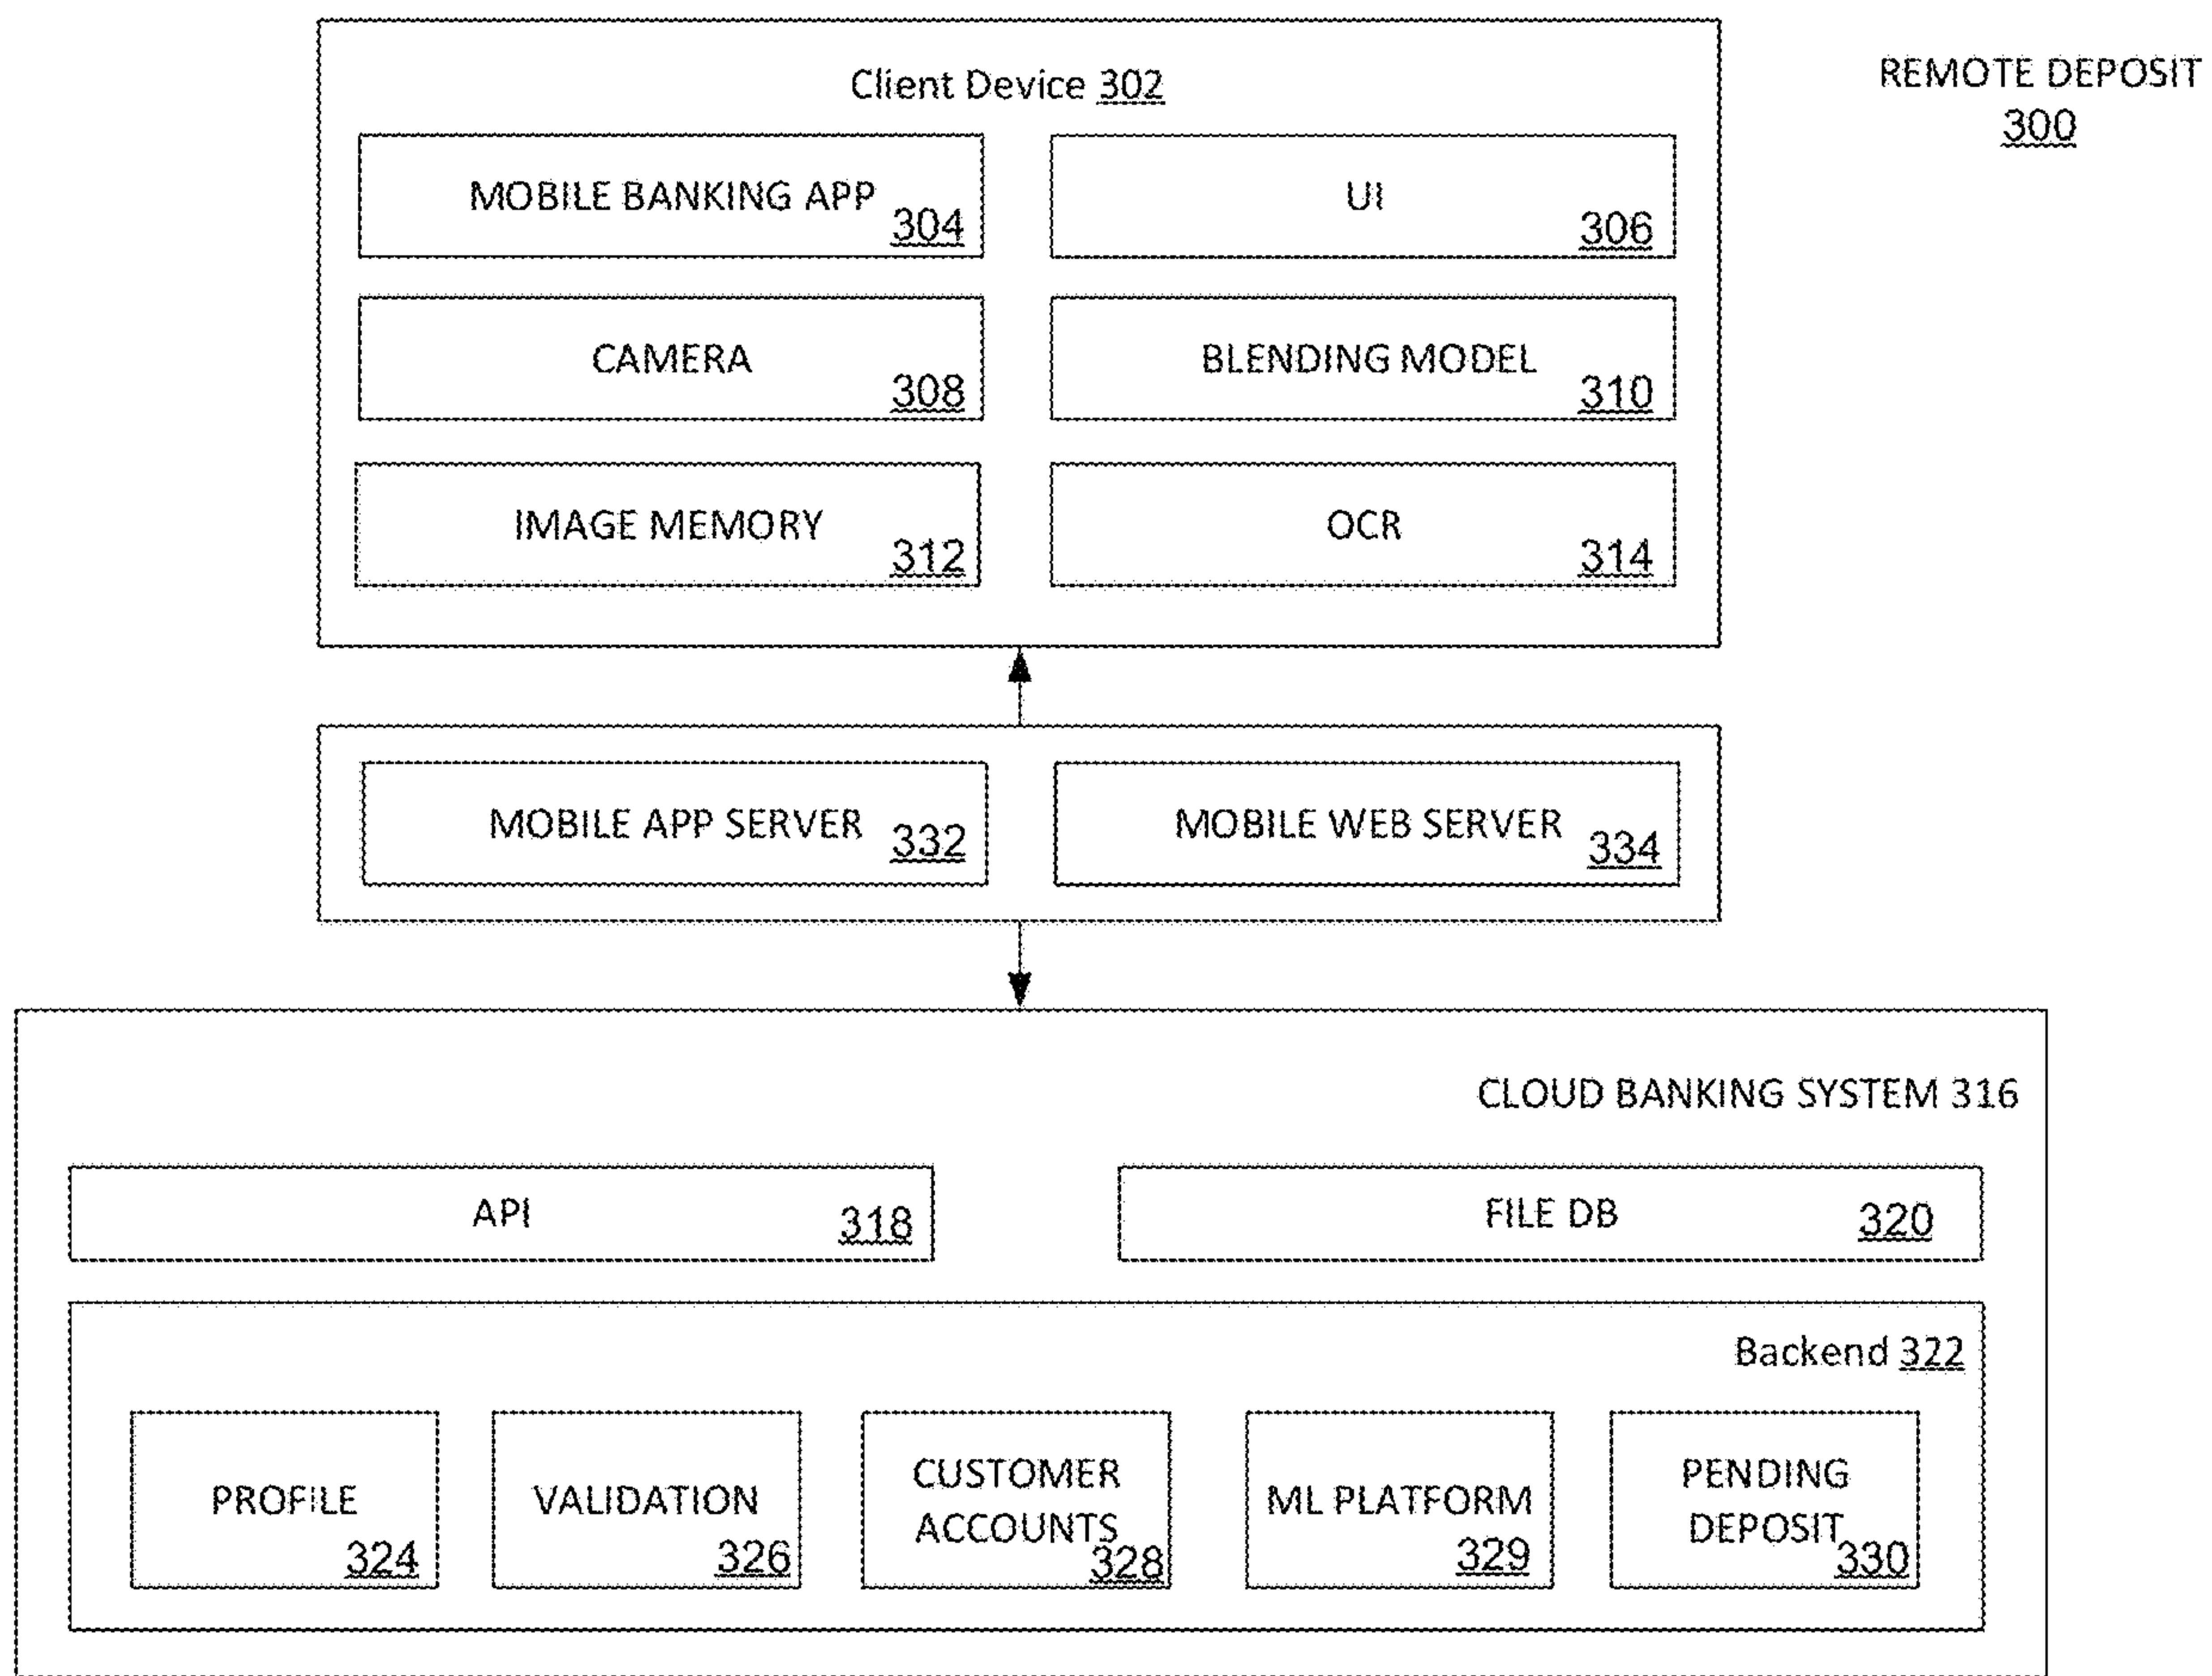 REMOTE DEPOSIT
300
Client Device 302
MOBILE BANKING APP
304
UI
306
CAMERA
308
BLENDING MODEL
310
IMAGE MEMORY
312
OCR
314
MOBILE APP SERVER
332
MOBILE WEB SERVER
334
CLOUD BANKING SYSTEM 316
API
318
FILE DB
320
Backend 322
PROFILE
324
VALIDATION
326
CUSTOMER
ACCOUNTS
328
ML PLATFORM
329
PENDING
DEPOSIT
330